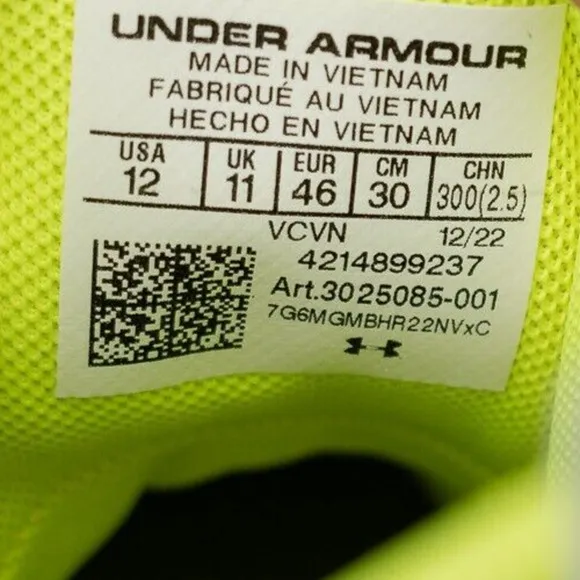 UNDER ARMOUR
MADE IN VIETNAM
FABRIQUÉ AU VIETNAM
HECHO EN VIETNAM
USA UK EUR CM CHN
12 11 46 30 300(2.5)
VCVN 12/22
4214899237
Art.3025085-001
7G6MGMBHR22NVxC